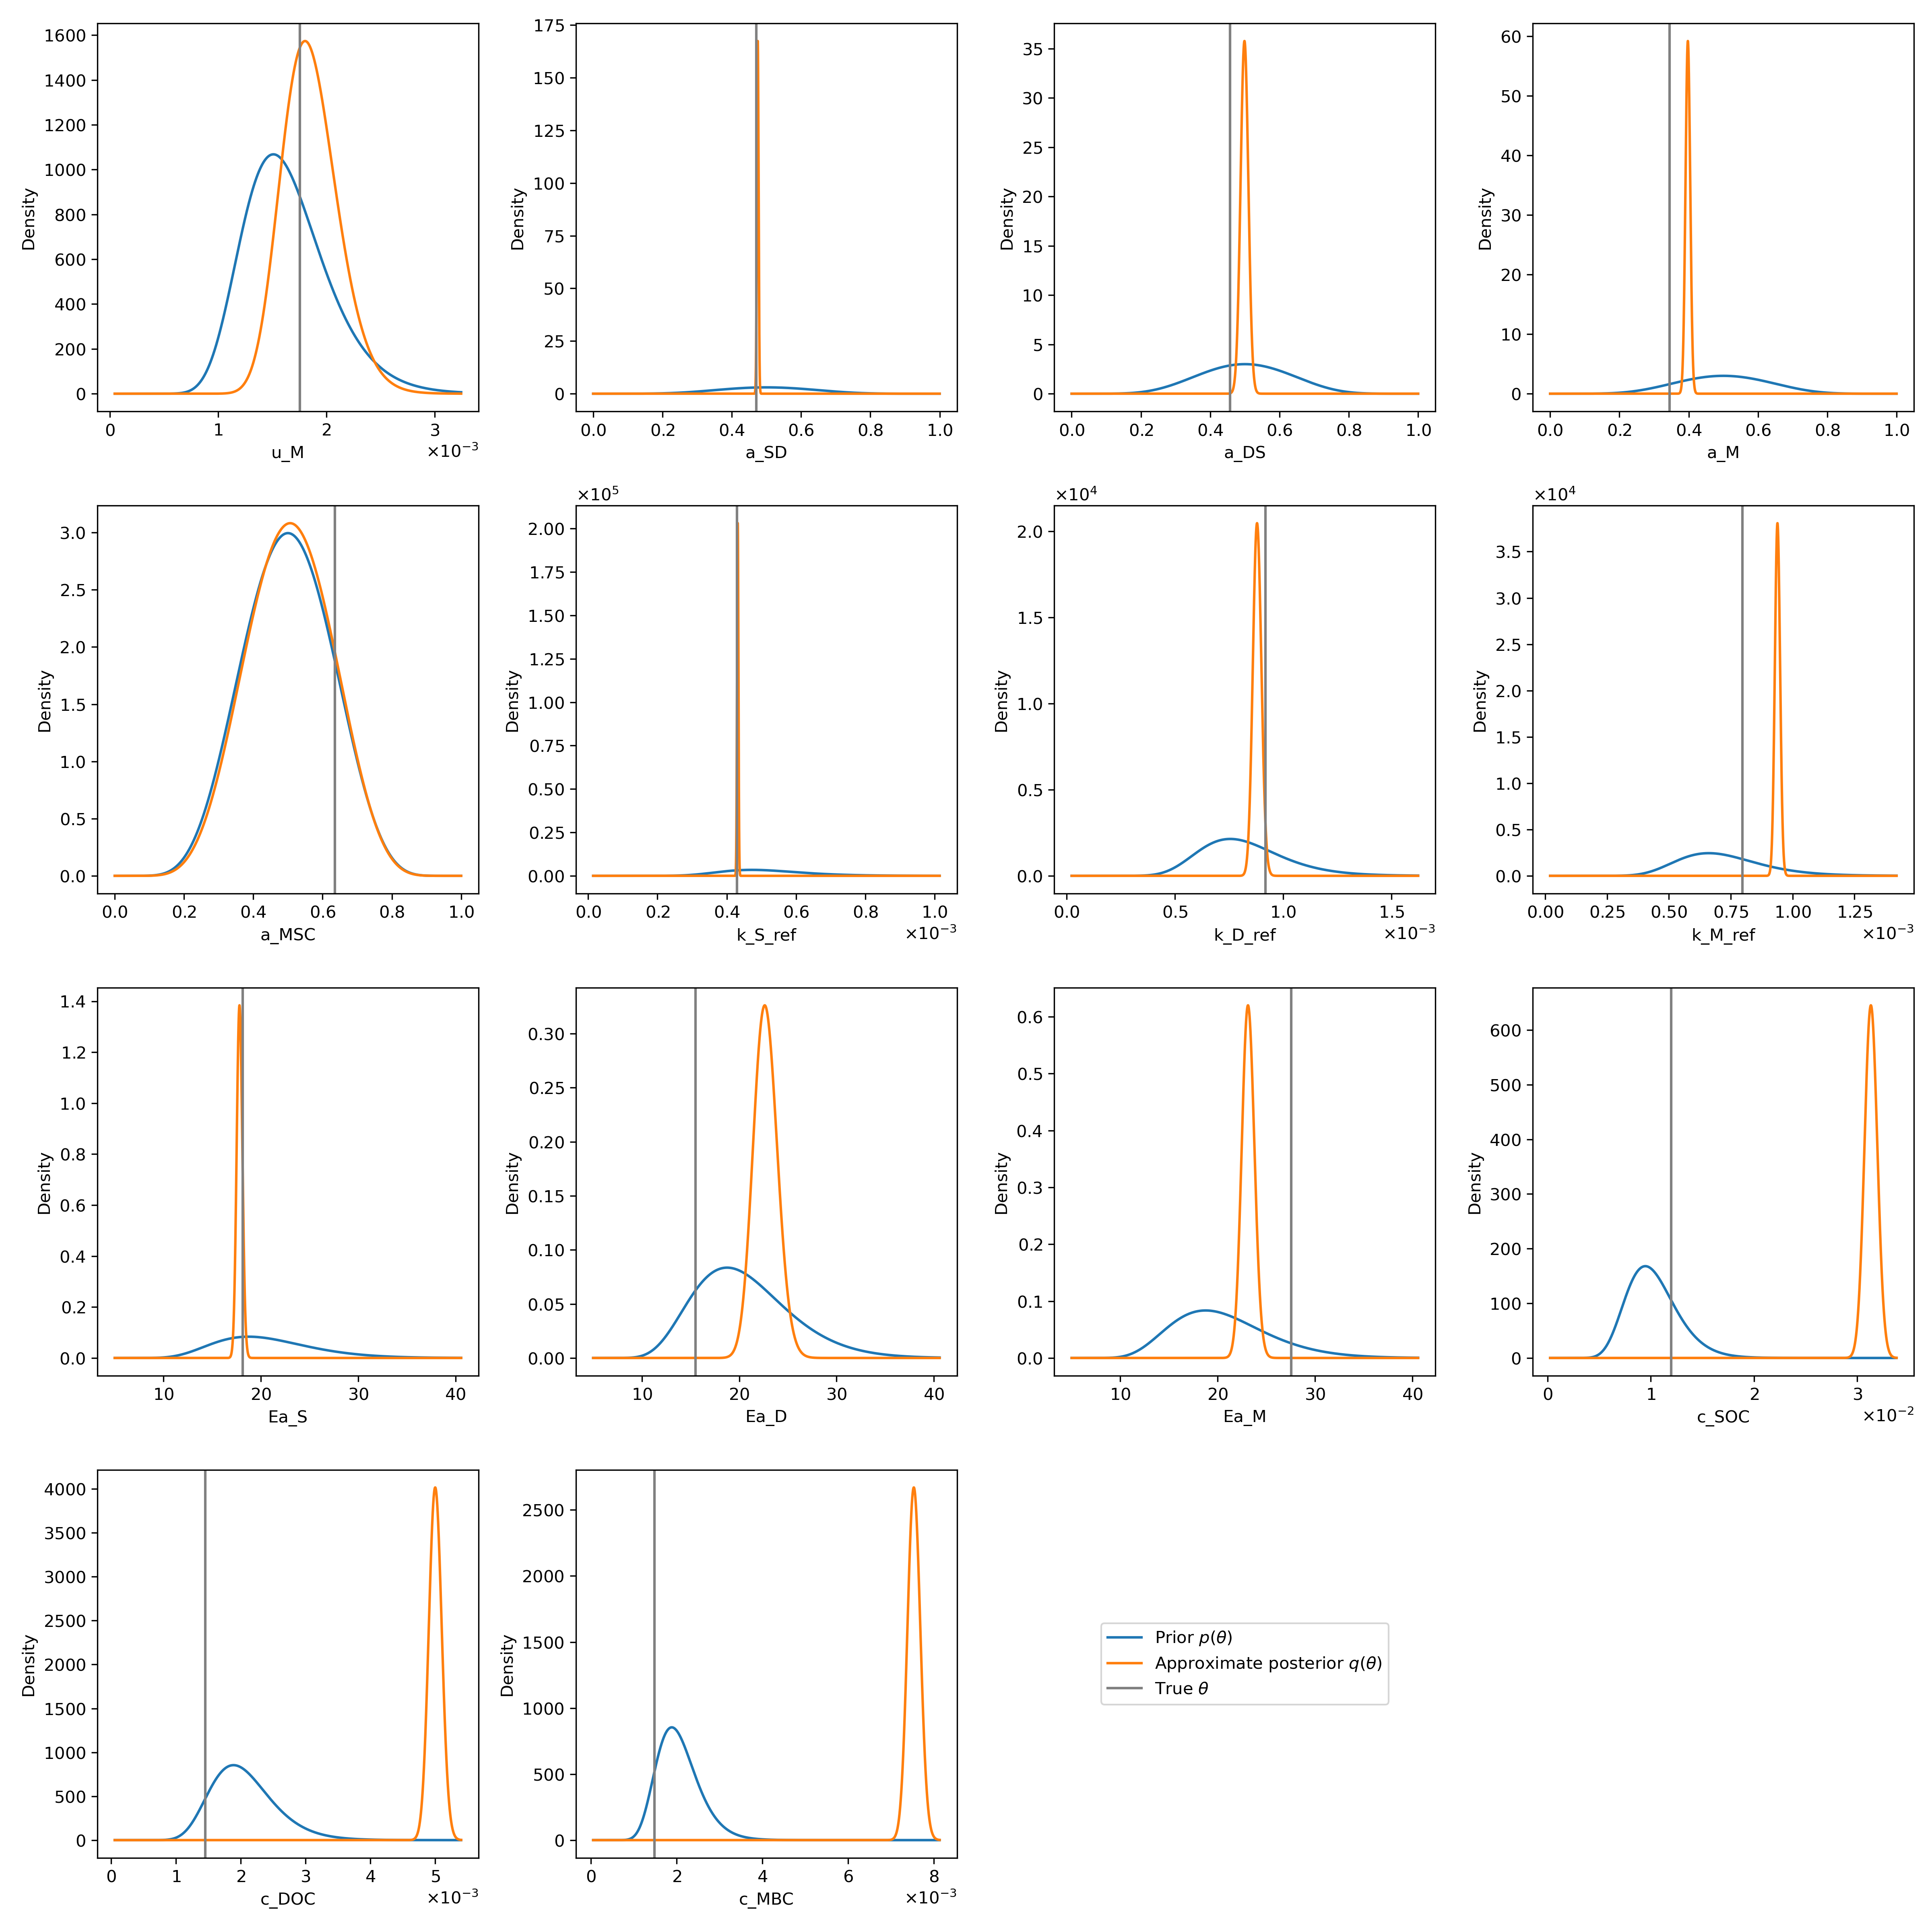 1600
1400
1200
1000
800
600
400
200
0
Density
0 1 2 3
u_M
×10⁻³
175
150
125
100
75
50
25
0
Density
0.0 0.2 0.4 0.6 0.8 1.0
a_SD
35
30
25
20
15
10
5
0
Density
0.0 0.2 0.4 0.6 0.8 1.0
a_DS
60
50
40
30
20
10
0
Density
0.0 0.2 0.4 0.6 0.8 1.0
a_M
3.0
2.5
2.0
1.5
1.0
0.5
0.0
Density
0.0 0.2 0.4 0.6 0.8 1.0
a_MSC
×10⁵
2.00
1.75
1.50
1.25
1.00
0.75
0.50
0.25
0.00
Density
0.0 0.2 0.4 0.6 0.8 1.0
k_S_ref
×10⁻³
×10⁴
2.0
1.5
1.0
0.5
0.0
Density
0.0 0.5 1.0 1.5
k_D_ref
×10⁻³
×10⁴
3.5
3.0
2.5
2.0
1.5
1.0
0.5
0.0
Density
0.00 0.25 0.50 0.75 1.00 1.25
k_M_ref
×10⁻³
1.4
1.2
1.0
0.8
0.6
0.4
0.2
0.0
Density
10 20 30 40
Ea_S
0.30
0.25
0.20
0.15
0.10
0.05
0.00
Density
10 20 30 40
Ea_D
0.6
0.5
0.4
0.3
0.2
0.1
0.0
Density
10 20 30 40
Ea_M
600
500
400
300
200
100
0
Density
0 1 2 3
c_SOC
×10⁻²
4000
3500
3000
2500
2000
1500
1000
500
0
Density
0 1 2 3 4 5
c_DOC
×10⁻³
2500
2000
1500
1000
500
0
Density
0 2 4 6 8
c_MBC
×10⁻³
Prior p(θ)
Approximate posterior q(θ)
True θ